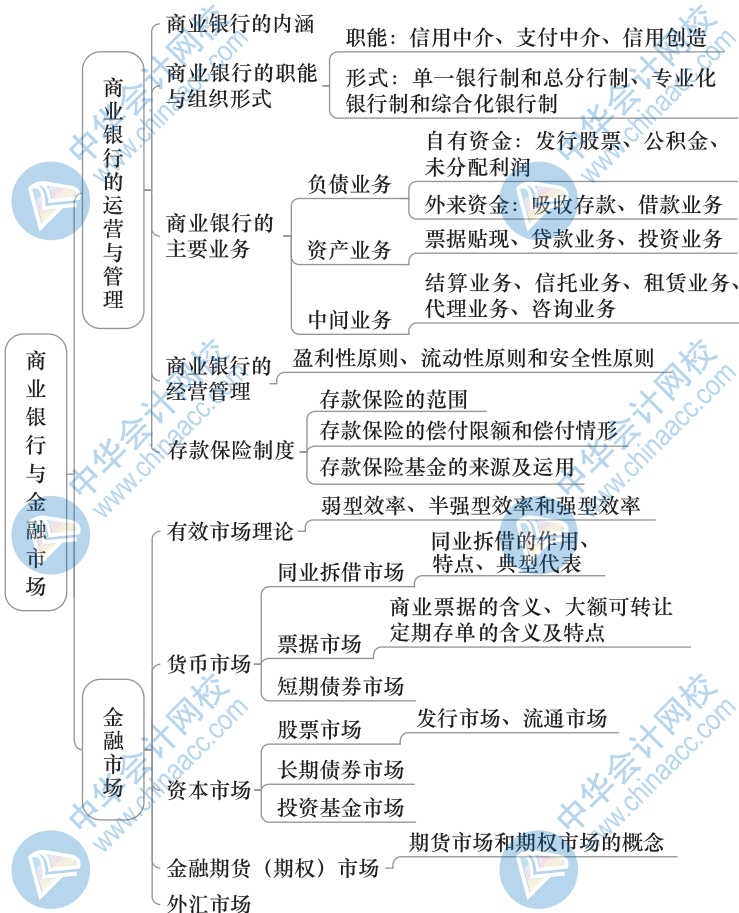 商业银行与金融市场
商业银行的运营与管理
商业银行的内涵
商业银行的职能
与组织形式
职能：信用中介、支付中介、信用创造
形式：单一银行制和总分行制、专业化
银行制和综合化银行制
商业银行的
主要业务
负债业务
自有资金：发行股票、公积金、
未分配利润
外来资金：吸收存款、借款业务
资产业务
票据贴现、贷款业务、投资业务
中间业务
结算业务、信托业务、租赁业务、
代理业务、咨询业务
商业银行的
经营管理
盈利性原则、流动性原则和安全性原则
存款保险制度
存款保险的范围
存款保险的偿付限额和偿付情形
存款保险基金的来源及运用
金融市场
有效市场理论
弱型效率、半强型效率和强型效率
货币市场
同业拆借市场
同业拆借的作用、
特点、典型代表
票据市场
商业票据的含义、大额可转让
定期存单的含义及特点
短期债券市场
资本市场
股票市场
发行市场、流通市场
长期债券市场
投资基金市场
金融期货（期权）市场
期货市场和期权市场的概念
外汇市场
中华会计网校
www.chinaacc.com
中华会计网校
www.chinaacc.com
中华会计网校
www.chinaacc.com
中华会计网校
www.chinaacc.com
中华会计网校
www.chinaacc.com
中华会计网校
www.chinaacc.com